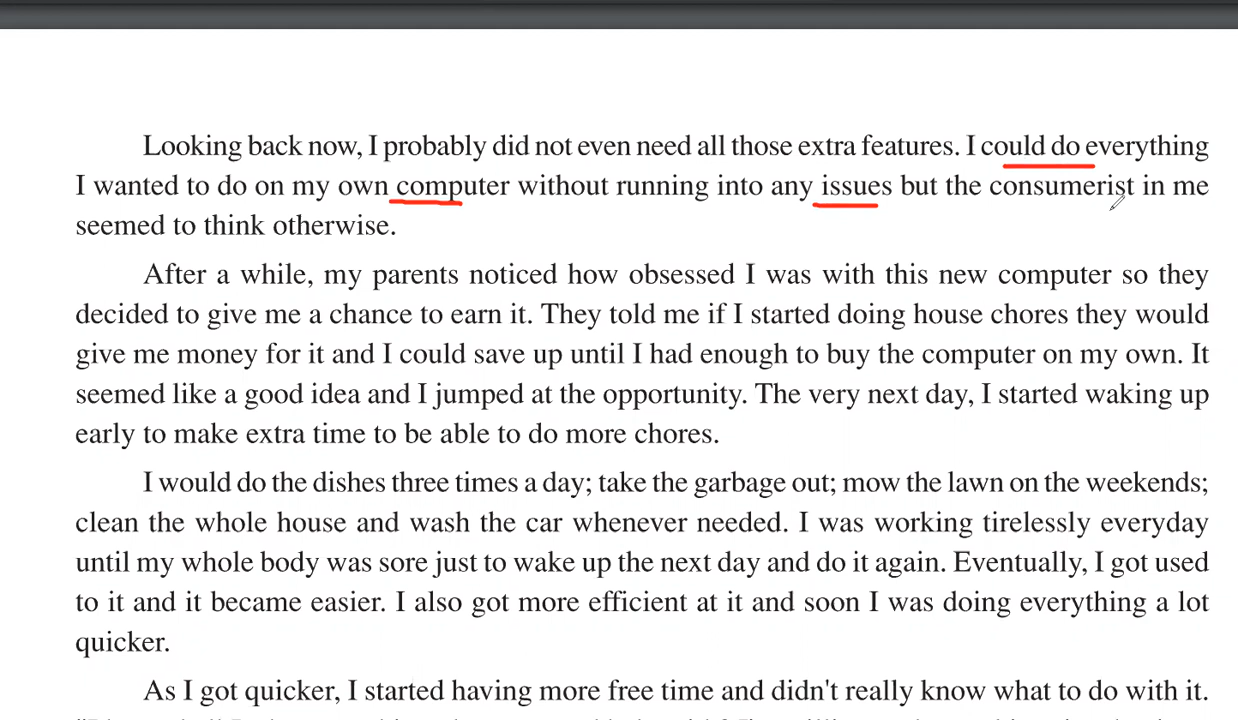 Looking back now, I probably did not even need all those extra features. I could do everything
I wanted to do on my own computer without running into any issues but the consumerist in me
seemed to think otherwise.
After a while, my parents noticed how obsessed I was with this new computer so they
decided to give me a chance to earn it. They told me if I started doing house chores they would
give me money for it and I could save up until I had enough to buy the computer on my own. It
seemed like a good idea and I jumped at the opportunity. The very next day, I started waking up
early to make extra time to be able to do more chores.
I would do the dishes three times a day; take the garbage out; mow the lawn on the weekends;
clean the whole house and wash the car whenever needed. I was working tirelessly everyday
until my whole body was sore just to wake up the next day and do it again. Eventually, I got used
to it and it became easier. I also got more efficient at it and soon I was doing everything a lot
quicker.
As I got quicker, I started having more free time and didn't really know what to do with it.